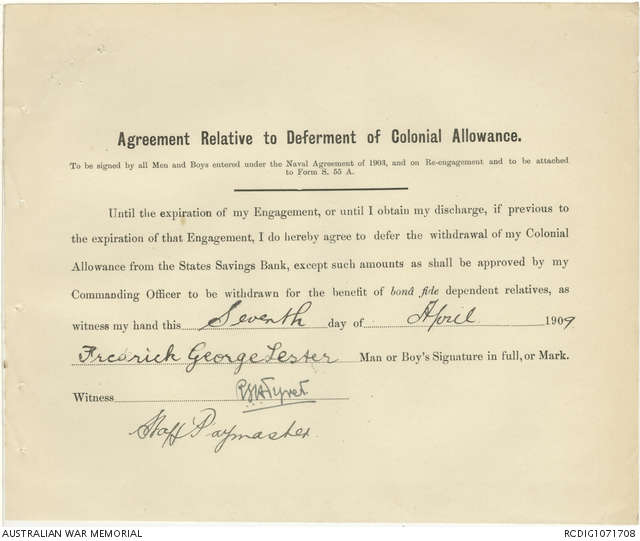 Agreement Relative to Deferment of Colonial Allowance.
To be signed by all Men and Boys entered under the Naval Agreement of 1903, and on Re-engagement and to be attached
to Form S. 55 A.
Until the expiration of my Engagement, or until I obtain my discharge, if previous to
the expiration of that Engagement, I do hereby agree to defer the withdrawal of my Colonial
Allowance from the States Savings Bank, except such amounts as shall be approved by my
Commanding Officer to be withdrawn for the benefit of bonâ fide dependent relatives, as
witness my hand this Seventh day of April 1909
Fredrick George Lester Man or Boy's Signature in full, or Mark.
Witness
Staff Paymaster.
AUSTRALIAN WAR MEMORIAL RCDIG1071708